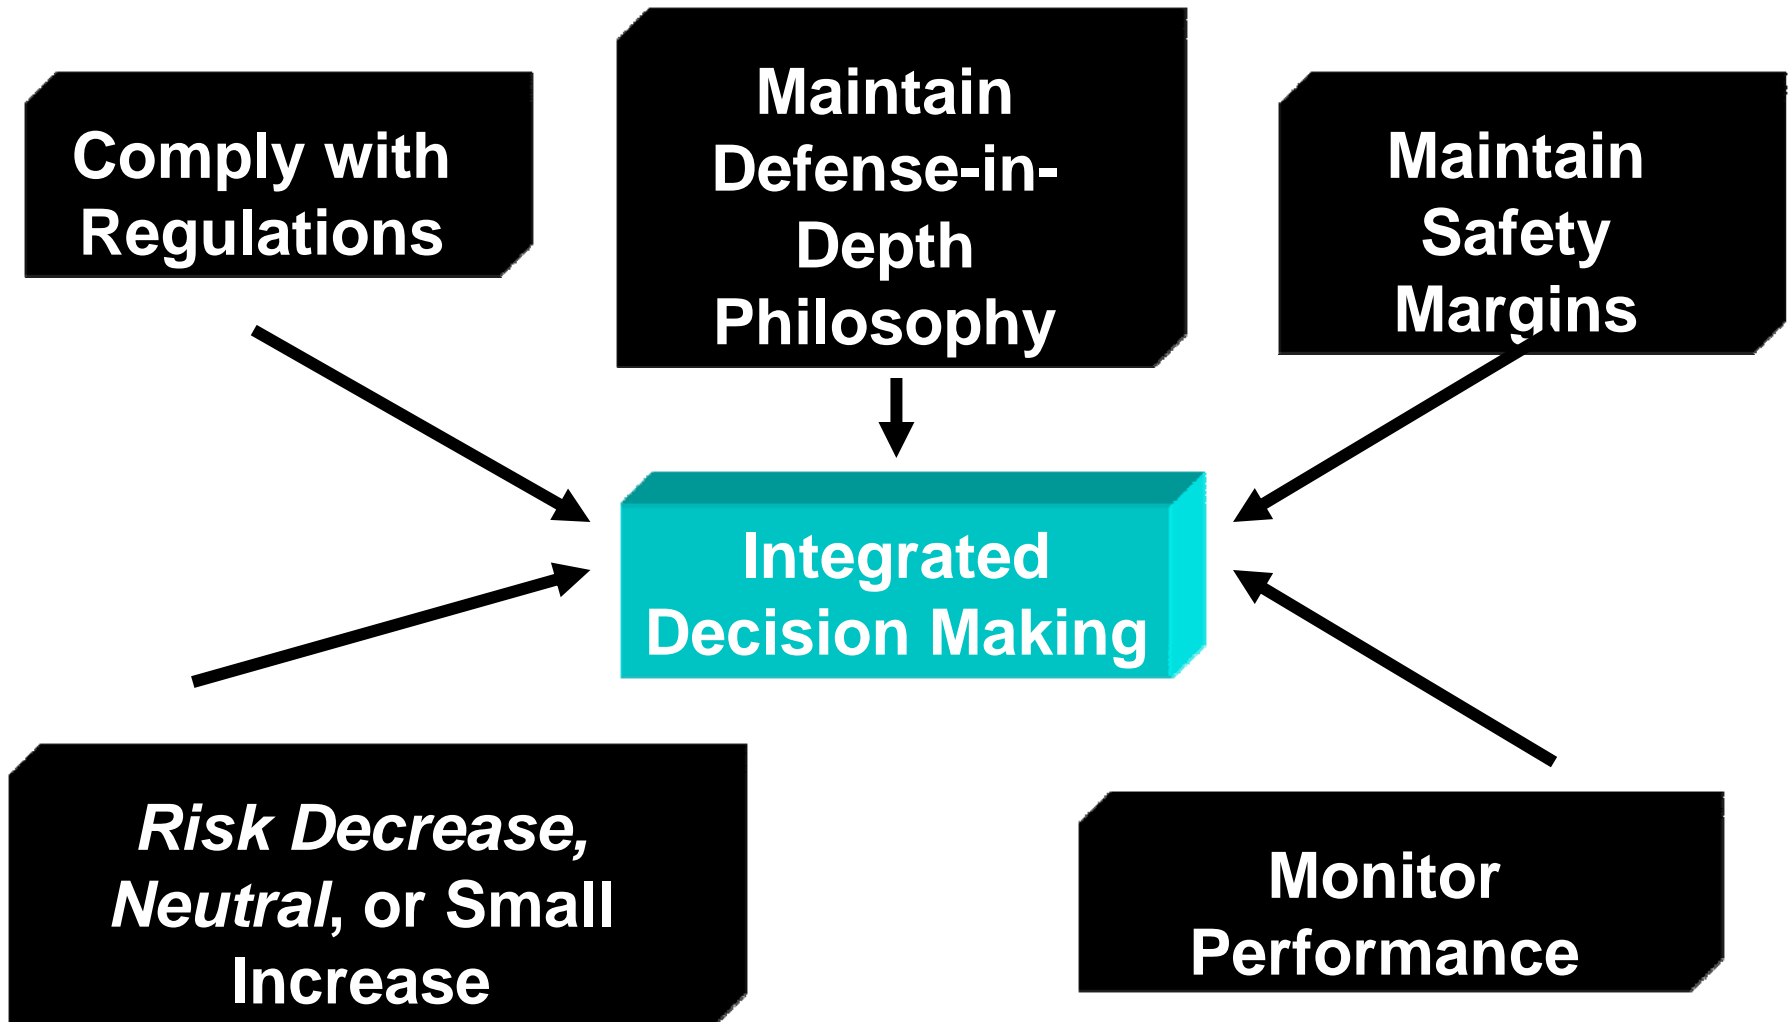 Comply with
Regulations
Maintain
Defense-in-
Depth
Philosophy
Maintain
Safety
Margins
Integrated
Decision Making
Risk Decrease,
Neutral, or Small
Increase
Monitor
Performance